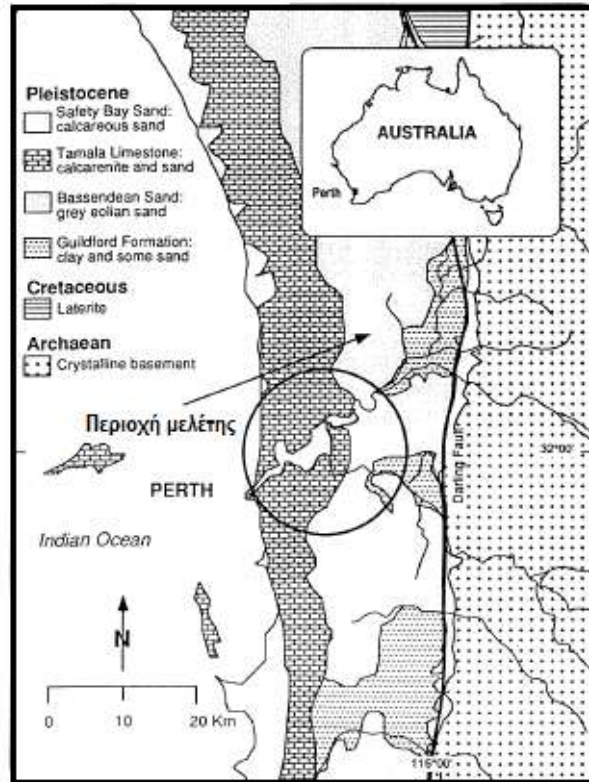 Pleistocene
Safety Bay Sand:
calcareous sand
Tamala Limestone:
calcarenite and sand
Bassendean Sand:
grey eolian sand
Guildford Formation:
clay and some sand
Cretaceous
Laterite
Archaean
Crystalline basement
AUSTRALIA
Perth
Περιοχή μελέτης
PERTH
Indian Ocean
N
0 10 20 Km
Darling Fault
32°00'
116°00'